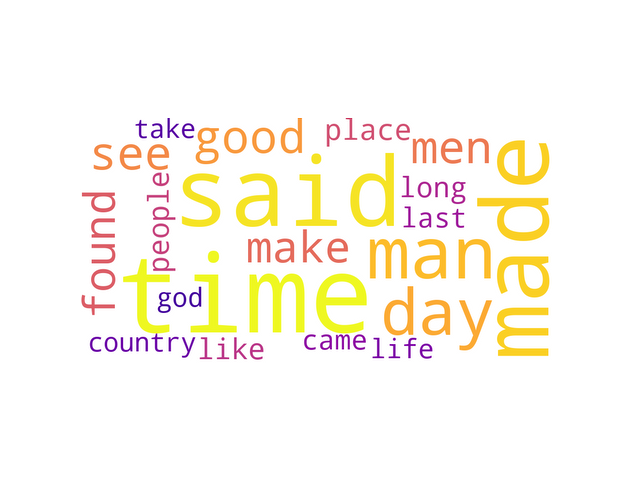 take
good
place
see
men
said
made
people
long
found
last
make
man
time
god
day
country
like
came
life